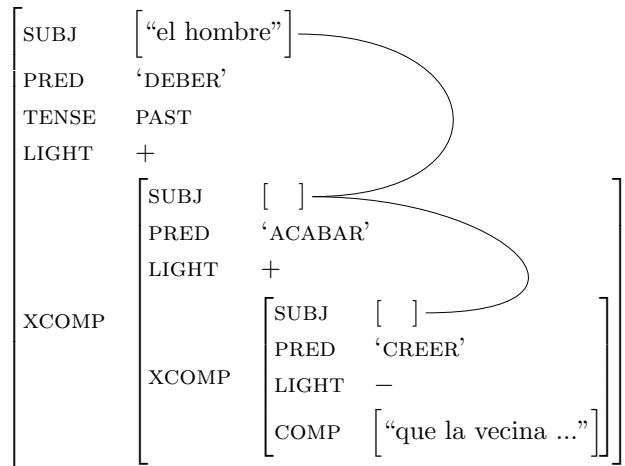 SUBJ [“el hombre”]
PRED ‘DEBER’
TENSE PAST
LIGHT +
SUBJ [ ]
PRED ‘ACABAR’
LIGHT +
XCOMP
SUBJ [ ]
PRED ‘CREER’
XCOMP
LIGHT −
COMP [“que la vecina ...”]